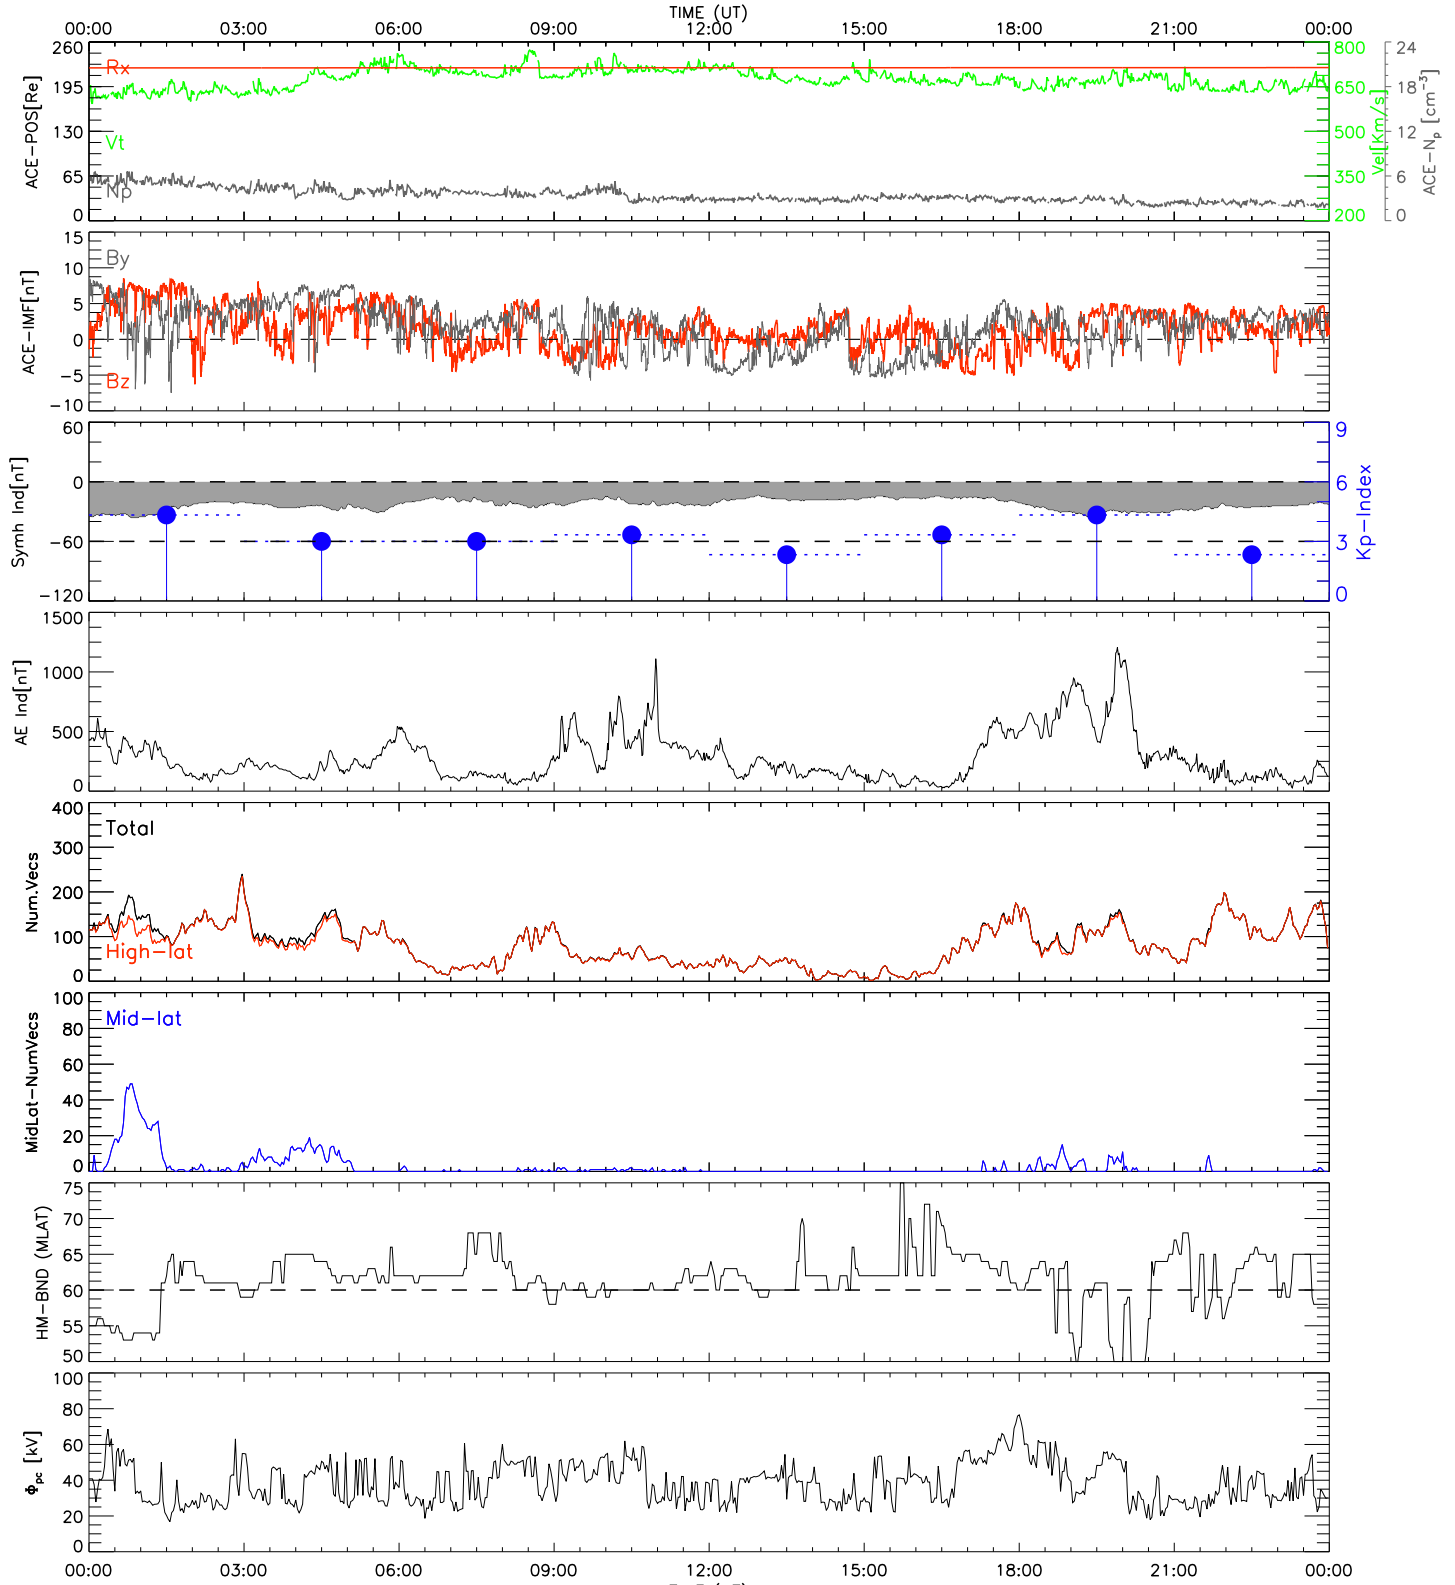 TIME (UT)
00:00 03:00 06:00 09:00 12:00 15:00 18:00 21:00 00:00
260 195 130 65 0
ACE-POS[Re]
Rx
Vt
Np
800 650 500 350 200
Vel[Km/s]
24 18 12 6 0
ACE-Np [cm-3]
15 10 5 0 -5 -10
ACE-IMF[nT]
By
Bz
60 0 -60 -120
Symh Ind[nT]
9 6 3 0
Kp-Index
1500 1000 500 0
AE Ind[nT]
400 300 200 100 0
Num.Vecs
Total
High-lat
100 80 60 40 20 0
MidLat-NumVecs
Mid-lat
75 70 65 60 55 50
HM-BND (MLAT)
100 80 60 40 20 0
Φpc [kV]
00:00 03:00 06:00 09:00 12:00 15:00 18:00 21:00 00:00